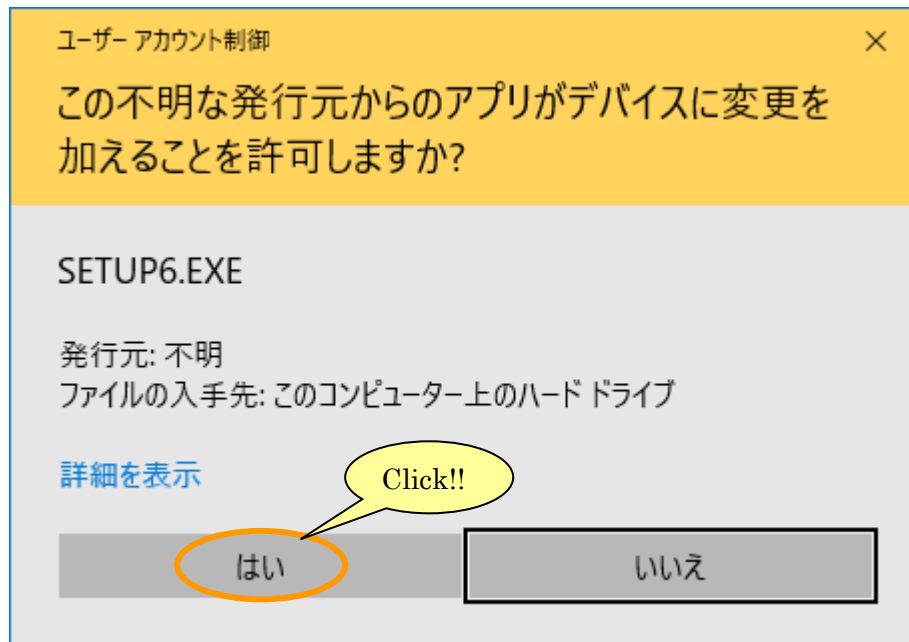 ユーザー アカウント制御
この不明な発行元からのアプリがデバイスに変更を
加えることを許可しますか?
SETUP6.EXE
発行元: 不明
ファイルの入手先: このコンピューター上のハード ドライブ
詳細を表示
Click!!
はい
いいえ